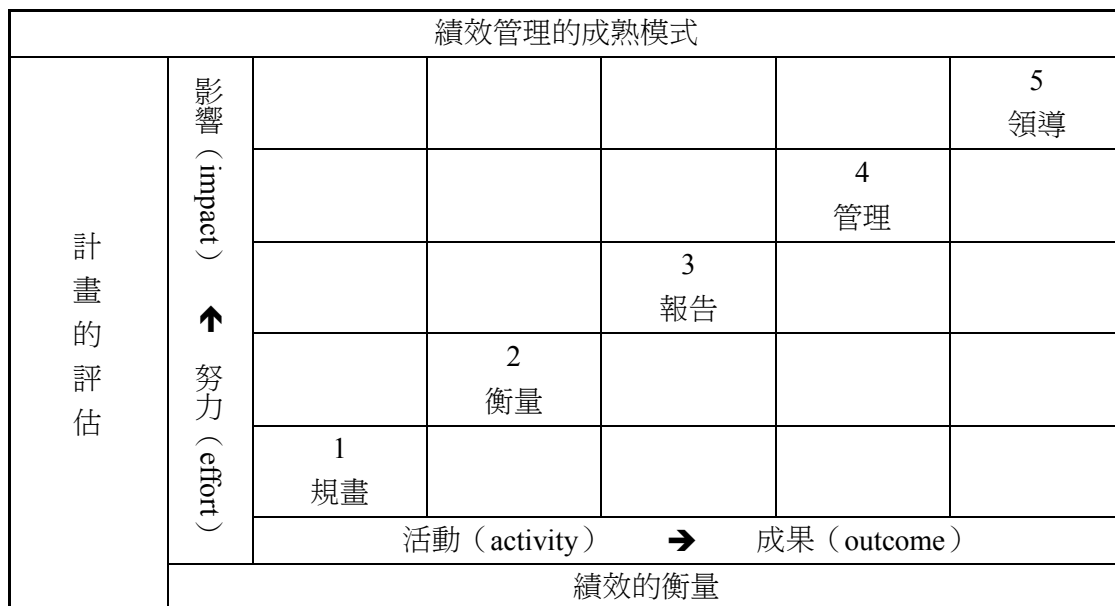 績效管理的成熟模式
計畫的評估
影響（impact） 🡹 努力（effort）
5
領導
4
管理
3
報告
2
衡量
1
規畫
活動（activity） 🡺 成果（outcome）
績效的衡量